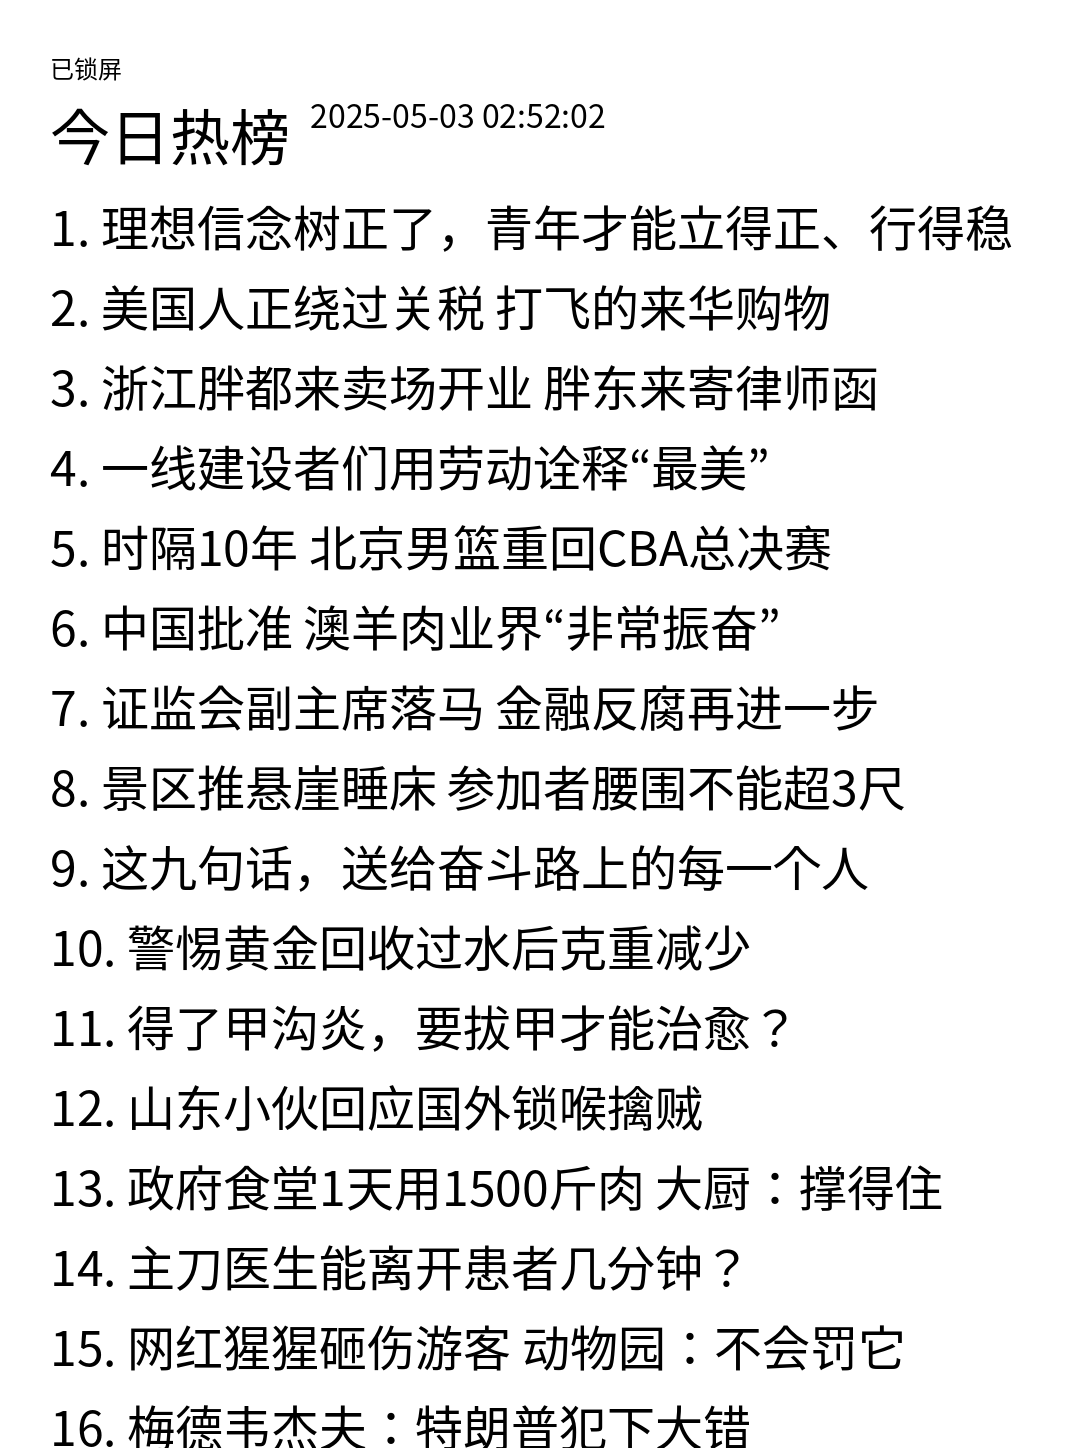 已锁屏
今日热榜 2025-05-03 02:52:02
1. 理想信念树正了，青年才能立得正、行得稳
2. 美国人正绕过关税 打飞的来华购物
3. 浙江胖都来卖场开业 胖东来寄律师函
4. 一线建设者们用劳动诠释“最美”
5. 时隔10年 北京男篮重回CBA总决赛
6. 中国批准 澳羊肉业界“非常振奋”
7. 证监会副主席落马 金融反腐再进一步
8. 景区推悬崖睡床 参加者腰围不能超3尺
9. 这九句话，送给奋斗路上的每一个人
10. 警惕黄金回收过水后克重减少
11. 得了甲沟炎，要拔甲才能治愈？
12. 山东小伙回应国外锁喉擒贼
13. 政府食堂1天用1500斤肉 大厨：撑得住
14. 主刀医生能离开患者几分钟？
15. 网红猩猩砸伤游客 动物园：不会罚它
16. 梅德韦杰夫：特朗普犯下大错